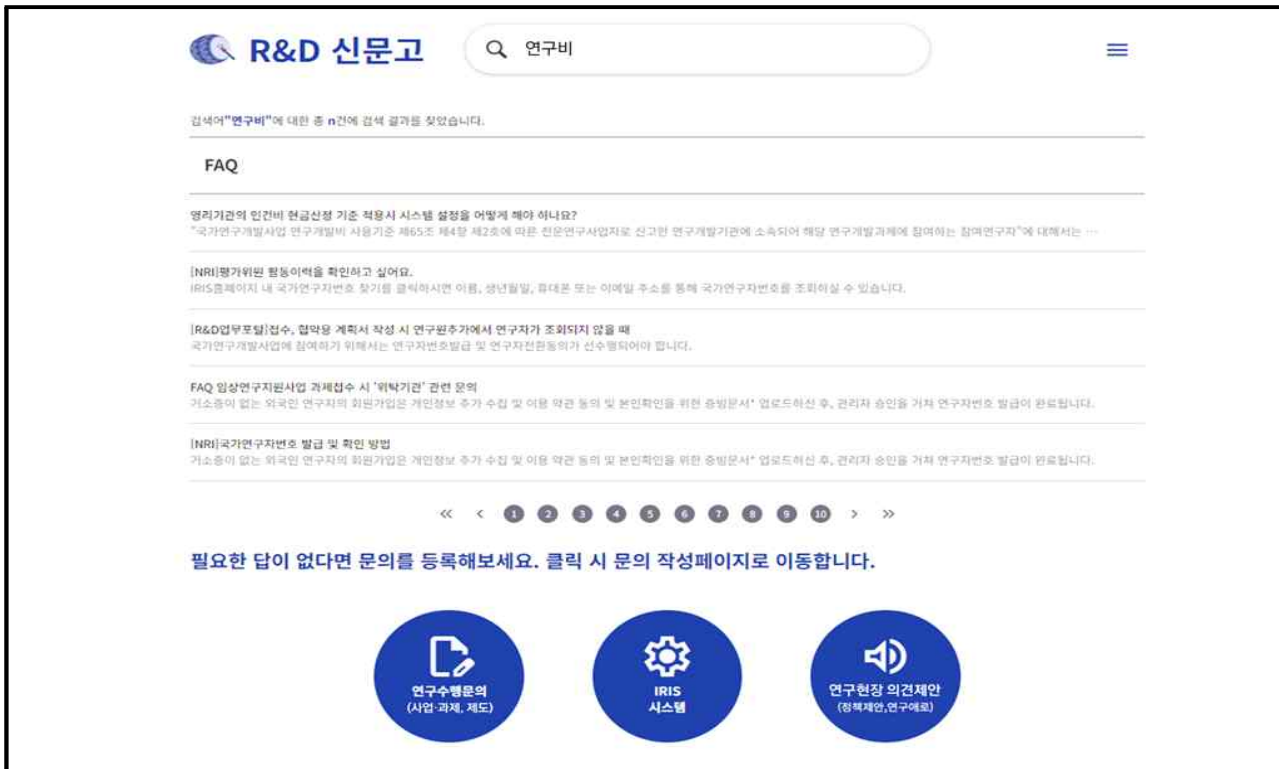 R&D 신문고
연구비
검색어"연구비"에 대한 총 n건에 검색 결과를 찾았습니다.
FAQ
영리기관의 인건비 현금산정 기준 적용시 시스템 설정을 어떻게 해야 하나요?
"국가연구개발사업 연구개발비 사용기준 제65조 제4항 제2호에 따른 전문연구사업자로 신고한 연구개발기관에 소속되어 해당 연구개발과제에 참여하는 참여연구자"에 대해서는 …
[NRI]평가위원 활동이력을 확인하고 싶어요.
IRIS홈페이지 내 국가연구자번호 찾기를 클릭하시면 이름, 생년월일, 휴대폰 또는 이메일 주소를 통해 국가연구자번호를 조회하실 수 있습니다.
[R&D업무포털]접수, 협약용 계획서 작성 시 연구원추가에서 연구자가 조회되지 않을 때
국가연구개발사업에 참여하기 위해서는 연구자번호발급 및 연구자전환동의가 선수행되어야 합니다.
FAQ 임상연구지원사업 과제접수 시 '위탁기관' 관련 문의
거소증이 없는 외국인 연구자의 회원가입은 개인정보 추가 수집 및 이용 약관 동의 및 본인확인을 위한 증빙문서* 업로드하신 후, 관리자 승인을 거쳐 연구자번호 발급이 완료됩니다.
[NRI]국가연구자번호 발급 및 확인 방법
거소증이 없는 외국인 연구자의 회원가입은 개인정보 추가 수집 및 이용 약관 동의 및 본인확인을 위한 증빙문서* 업로드하신 후, 관리자 승인을 거쳐 연구자번호 발급이 완료됩니다.
« < 1 2 3 4 5 6 7 8 9 10 > »
필요한 답이 없다면 문의를 등록해보세요. 클릭 시 문의 작성페이지로 이동합니다.
연구수행문의
(사업·과제, 제도)
IRIS
시스템
연구현장 의견제안
(정책제안,연구애로)